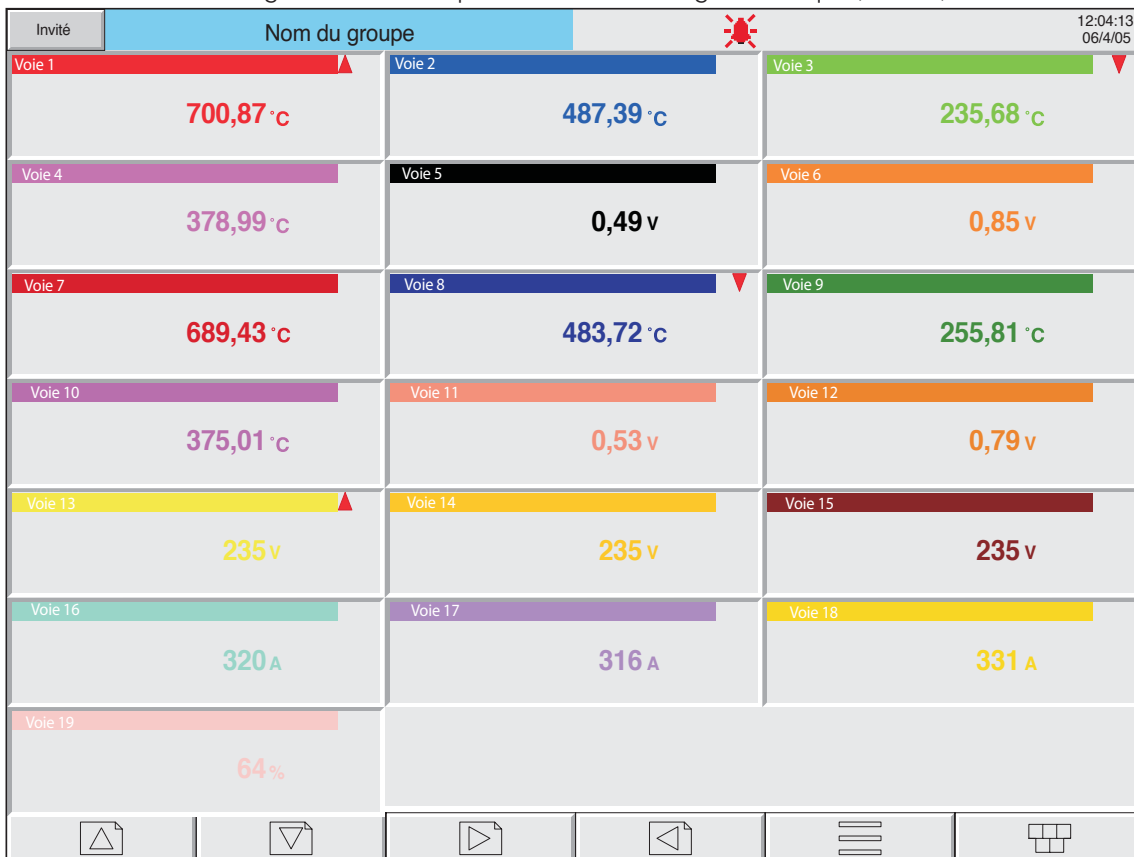 Invité Nom du groupe 12:04:13
06/4/05
Voie 1 Voie 2 Voie 3
700,87 °C 487,39 °C 235,68 °C
Voie 4 Voie 5 Voie 6
378,99 °C 0,49 V 0,85 V
Voie 7 Voie 8 Voie 9
689,43 °C 483,72 °C 255,81 °C
Voie 10 Voie 11 Voie 12
375,01 °C 0,53 V 0,79 V
Voie 13 Voie 14 Voie 15
235 V 235 V 235 V
Voie 16 Voie 17 Voie 18
320 A 316 A 331 A
Voie 19
64 %